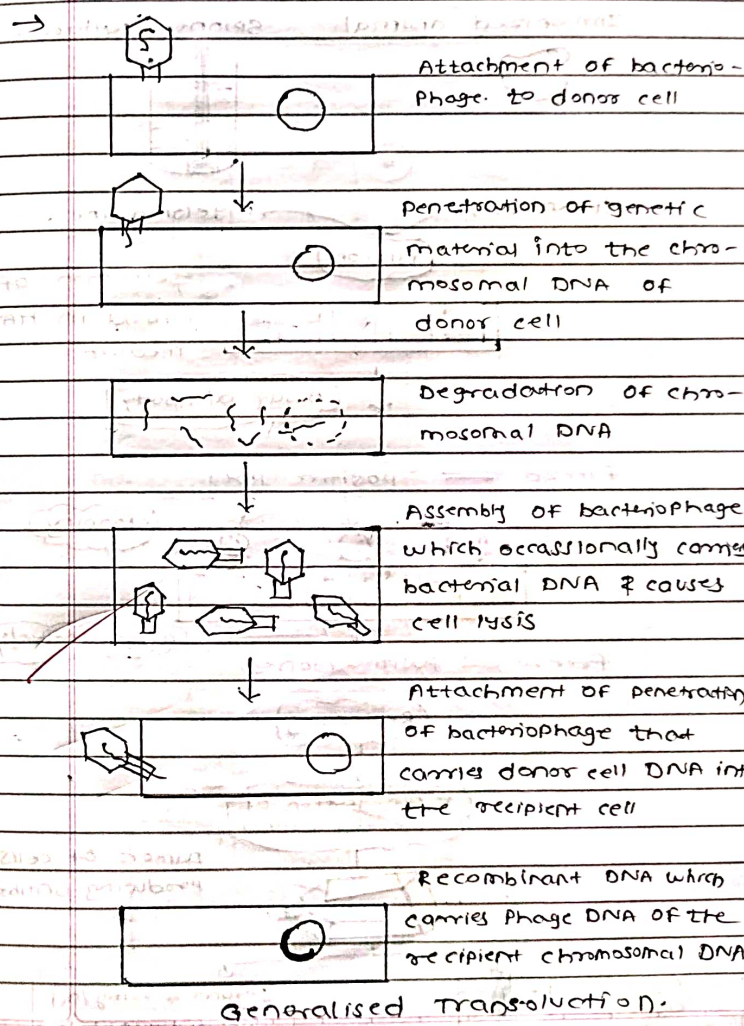 Attachment of bacterio-
phage. to donor cell
penetration of genetic
material into the chro-
mosomal DNA of
donor cell
Degradation of chro-
mosomal DNA
Assembly of bacteriophage
which occassionally carries
bacterial DNA & causes
cell lysis
Attachment of penetration
of bacteriophage that
carries donor cell DNA int
the recipient cell
Recombinant DNA which
carries phage DNA of the
recipient chromosomal DNA
Generalised Transduction.